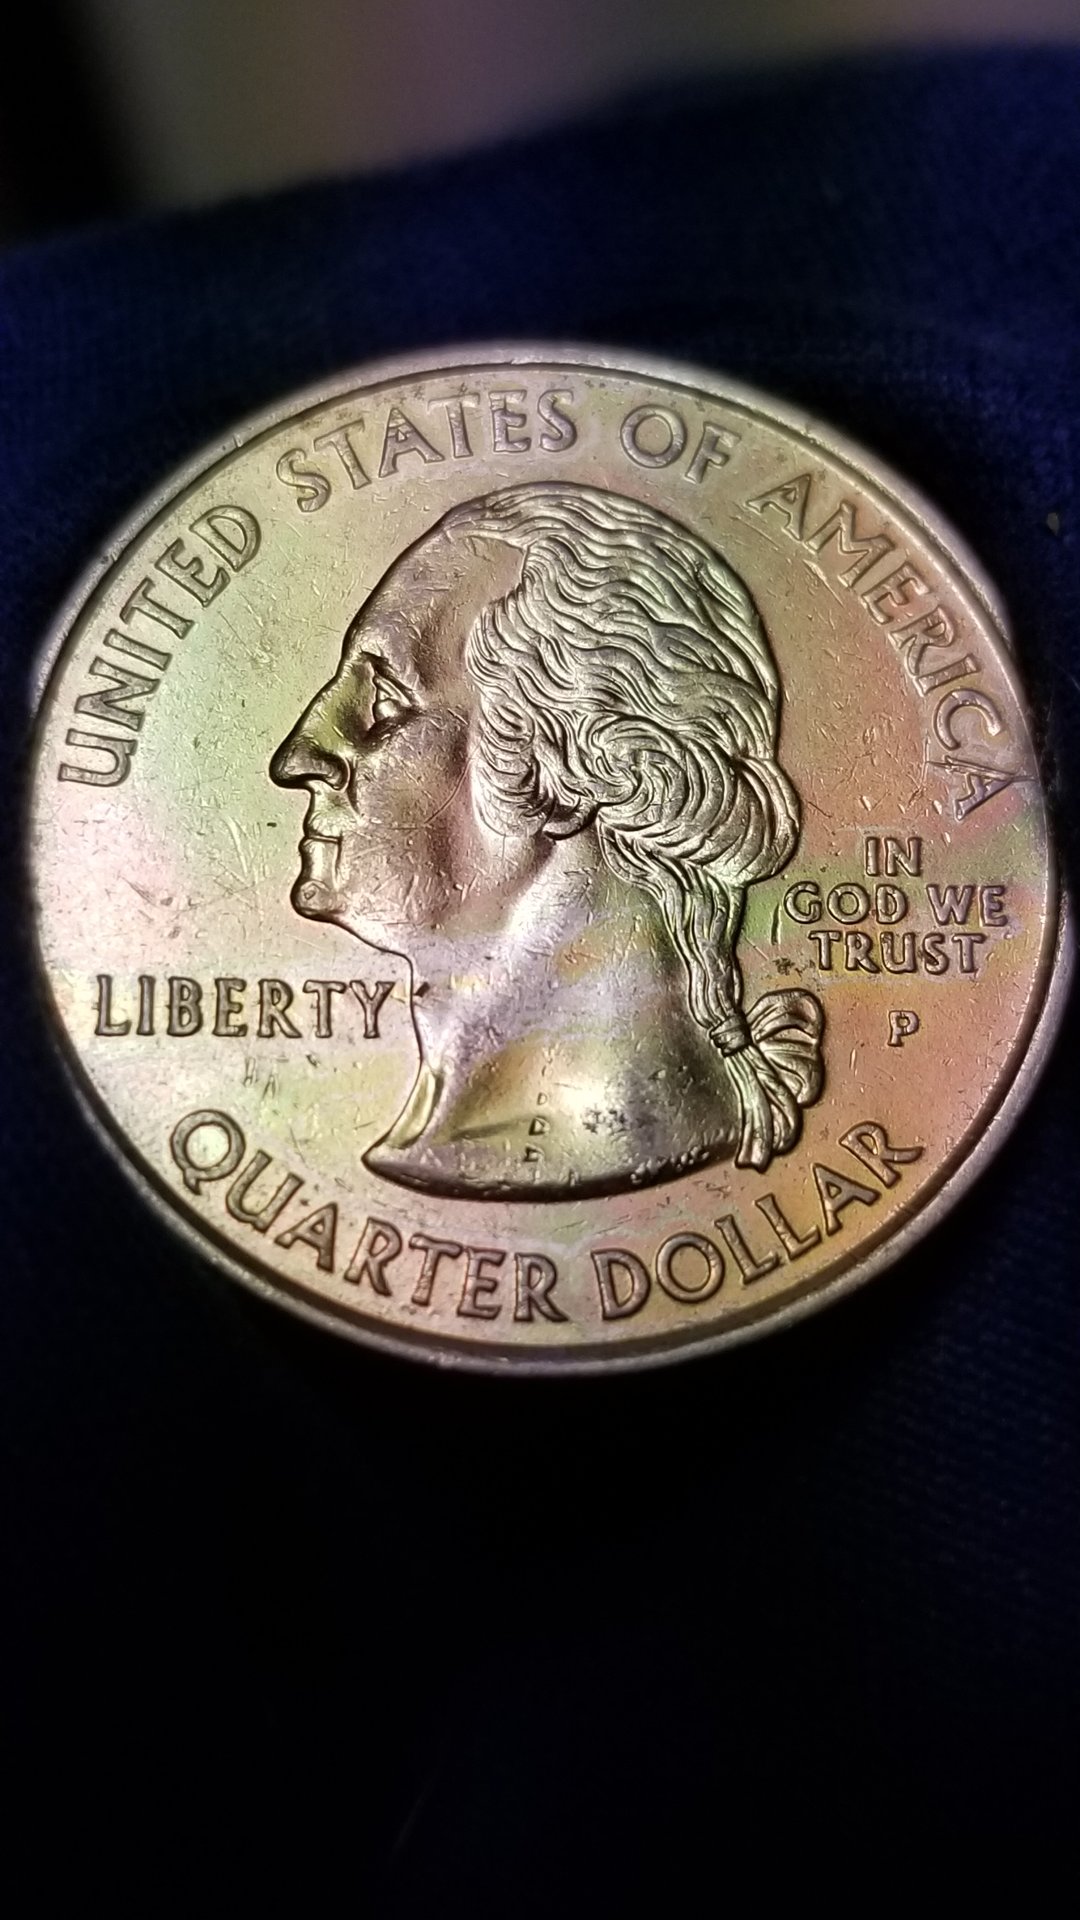 UNITED STATES OF AMERICA
LIBERTY
IN
GOD WE
TRUST
P
QUARTER DOLLAR